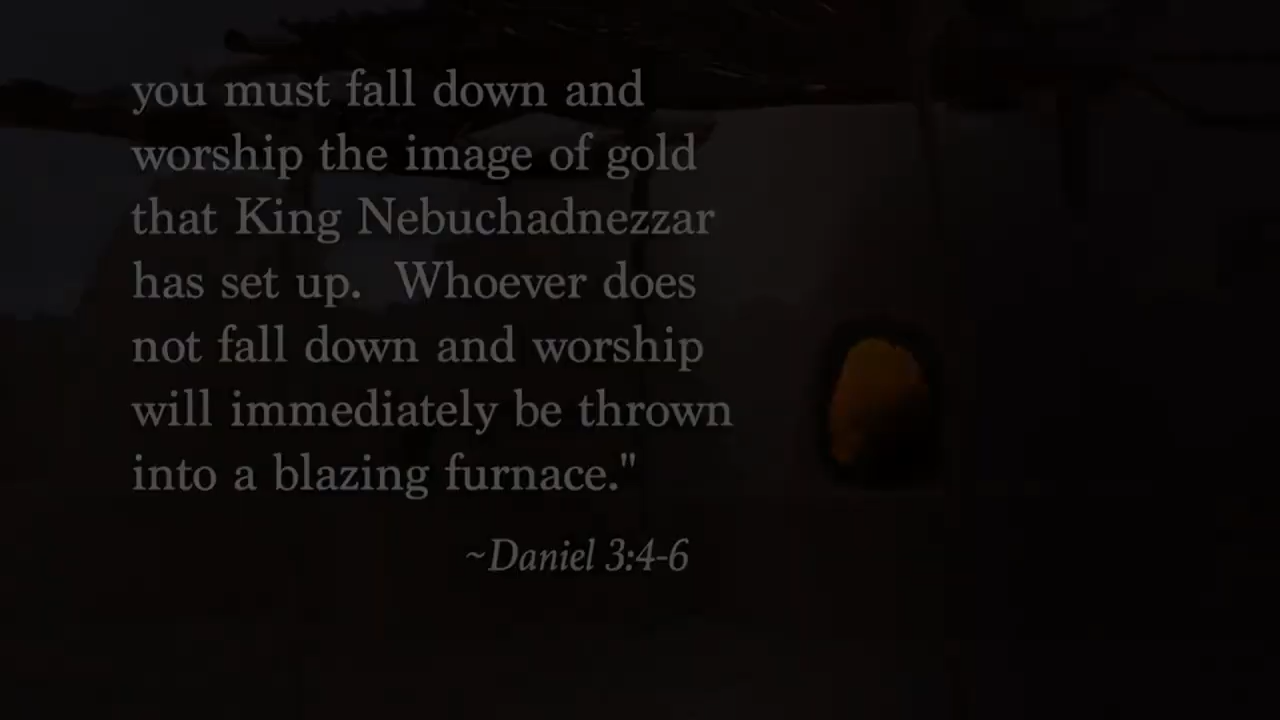 you must fall down and
worship the image of gold
that King Nebuchadnezzar
has set up.  Whoever does
not fall down and worship
will immediately be thrown
into a blazing furnace."
~Daniel 3:4-6